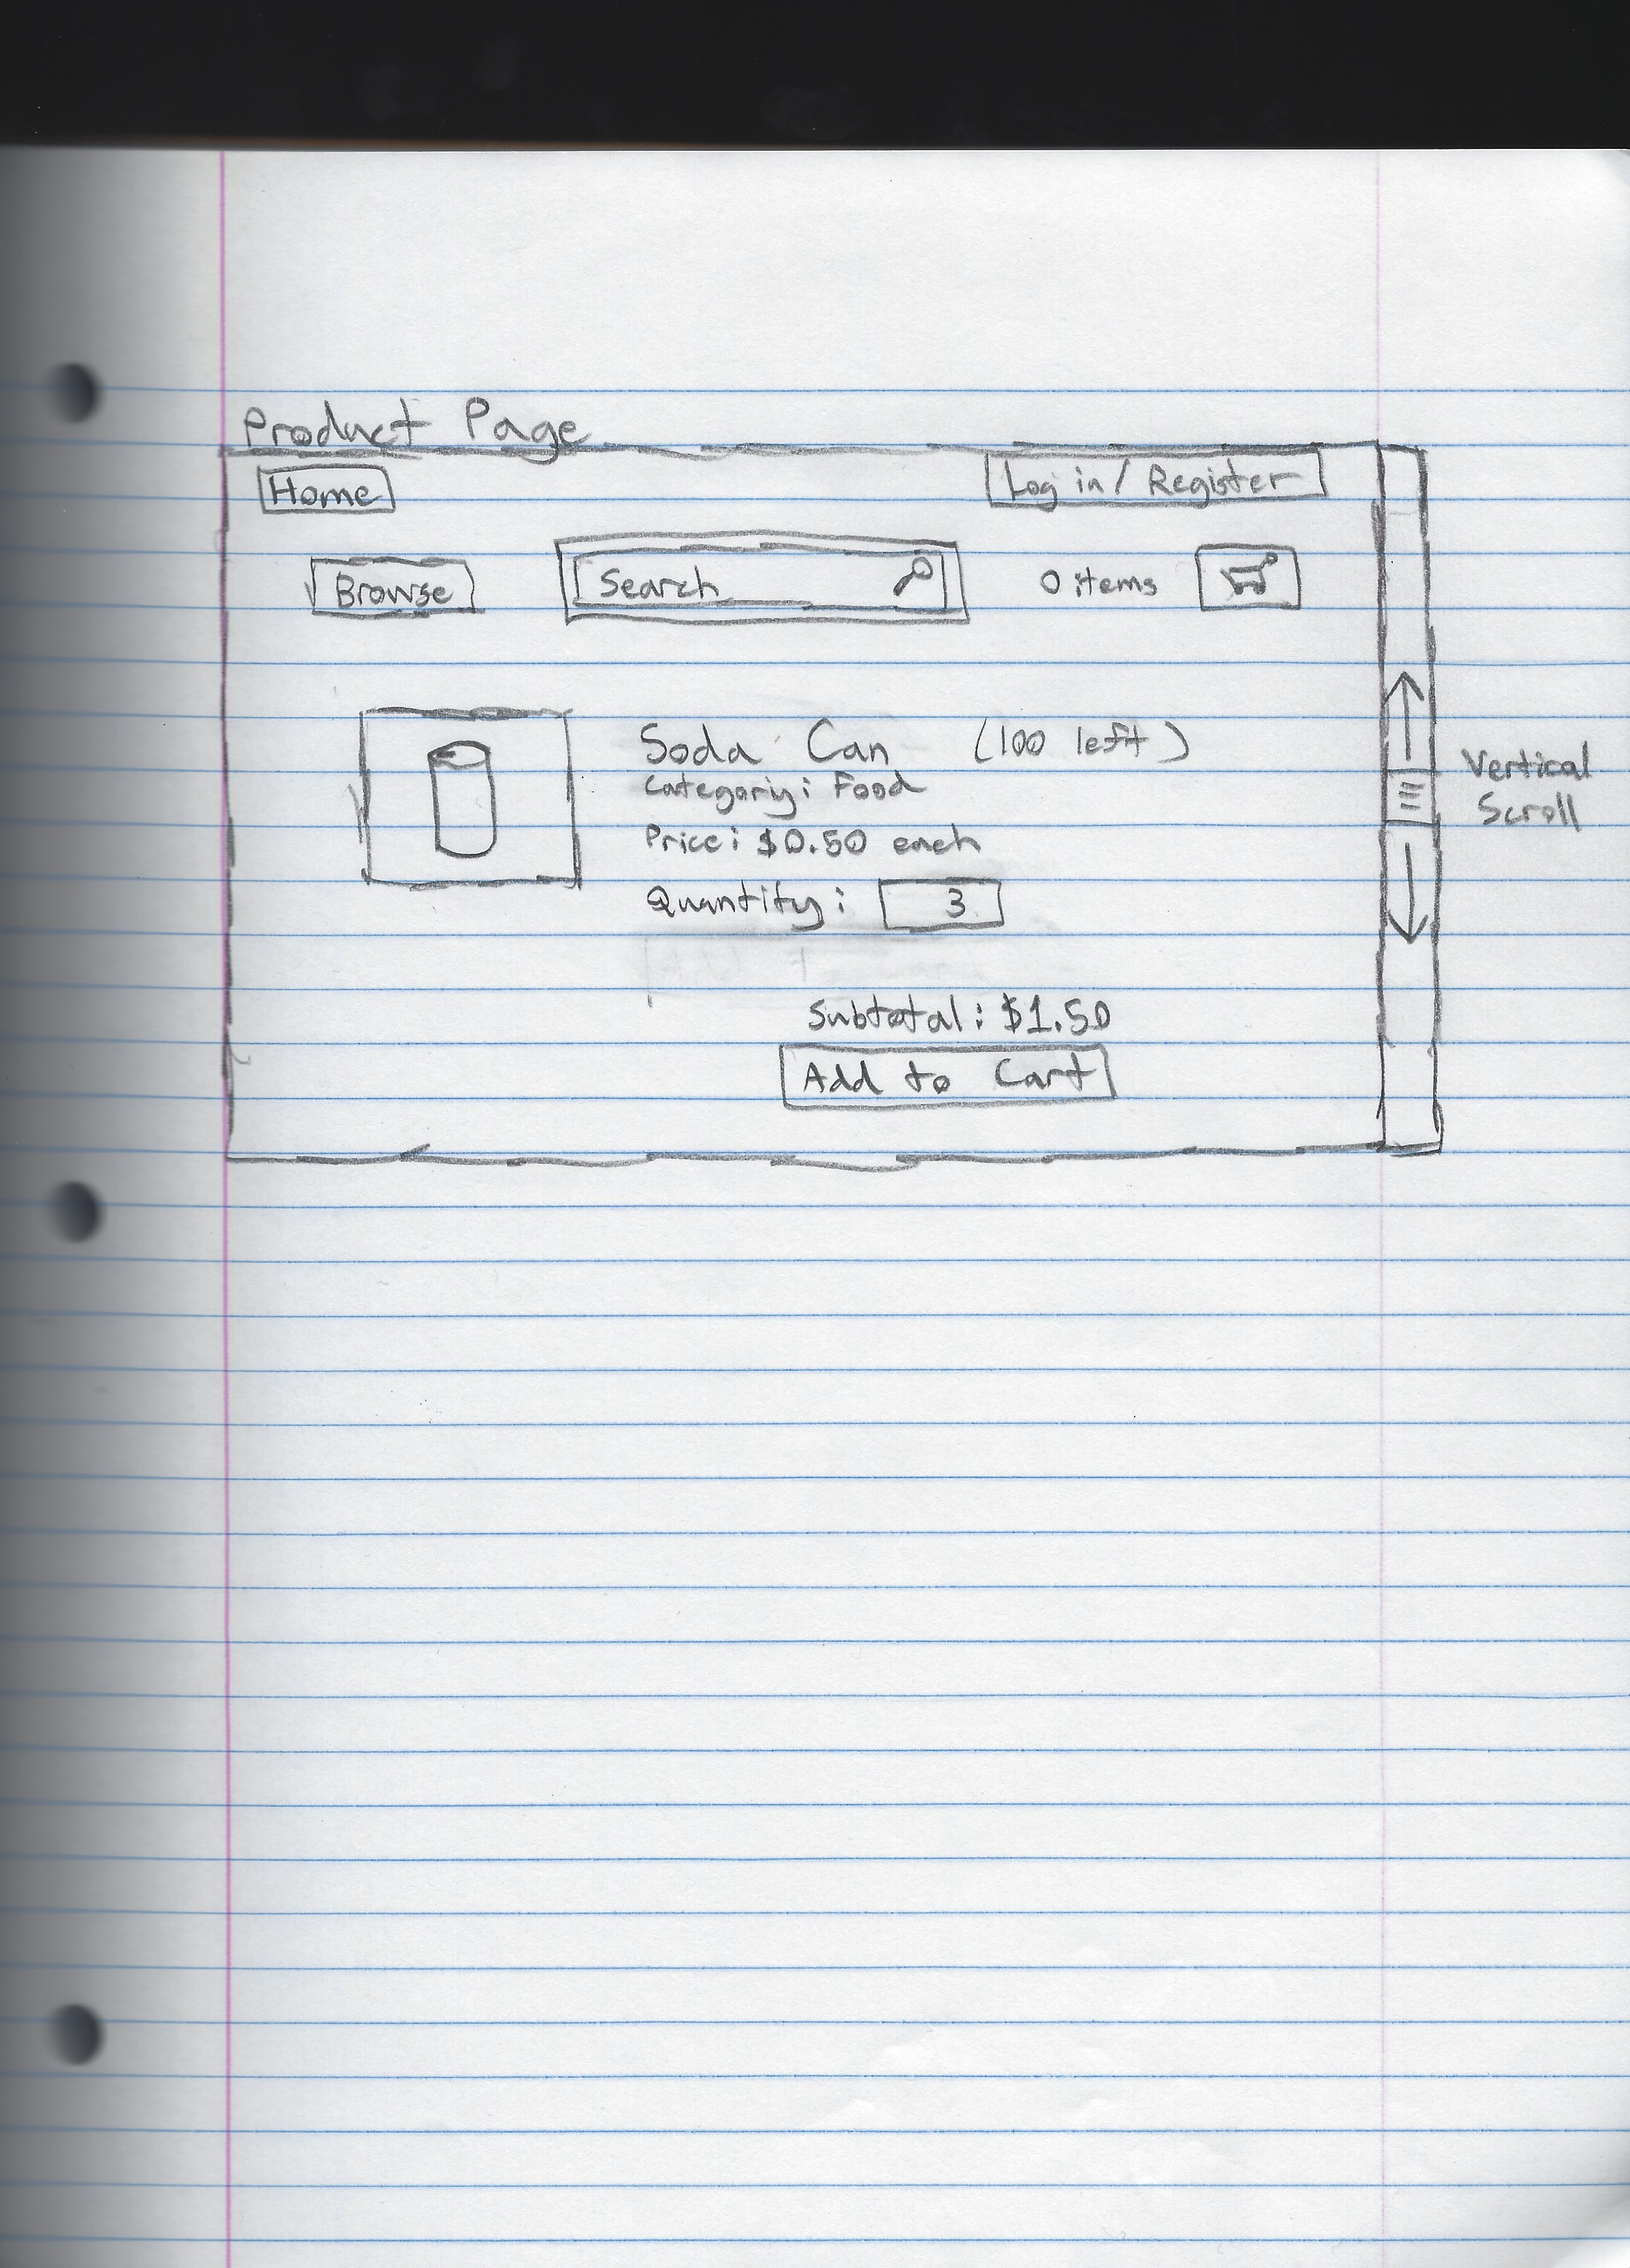 Product Page
Home
Log in / Register
Browse
Search
0 items
Soda Can (100 left)
Category: Food
Price: $0.50 each
Quantity: 3
Vertical
Scroll
Subtotal: $1.50
Add to Cart